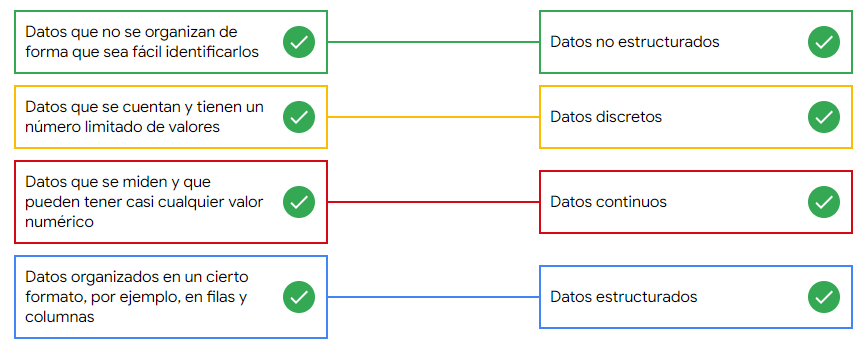 Datos que no se organizan de
forma que sea fácil identificarlos
Datos no estructurados
Datos que se cuentan y tienen un
número limitado de valores
Datos discretos
Datos que se miden y que
pueden tener casi cualquier valor
numérico
Datos continuos
Datos organizados en un cierto
formato, por ejemplo, en filas y
columnas
Datos estructurados